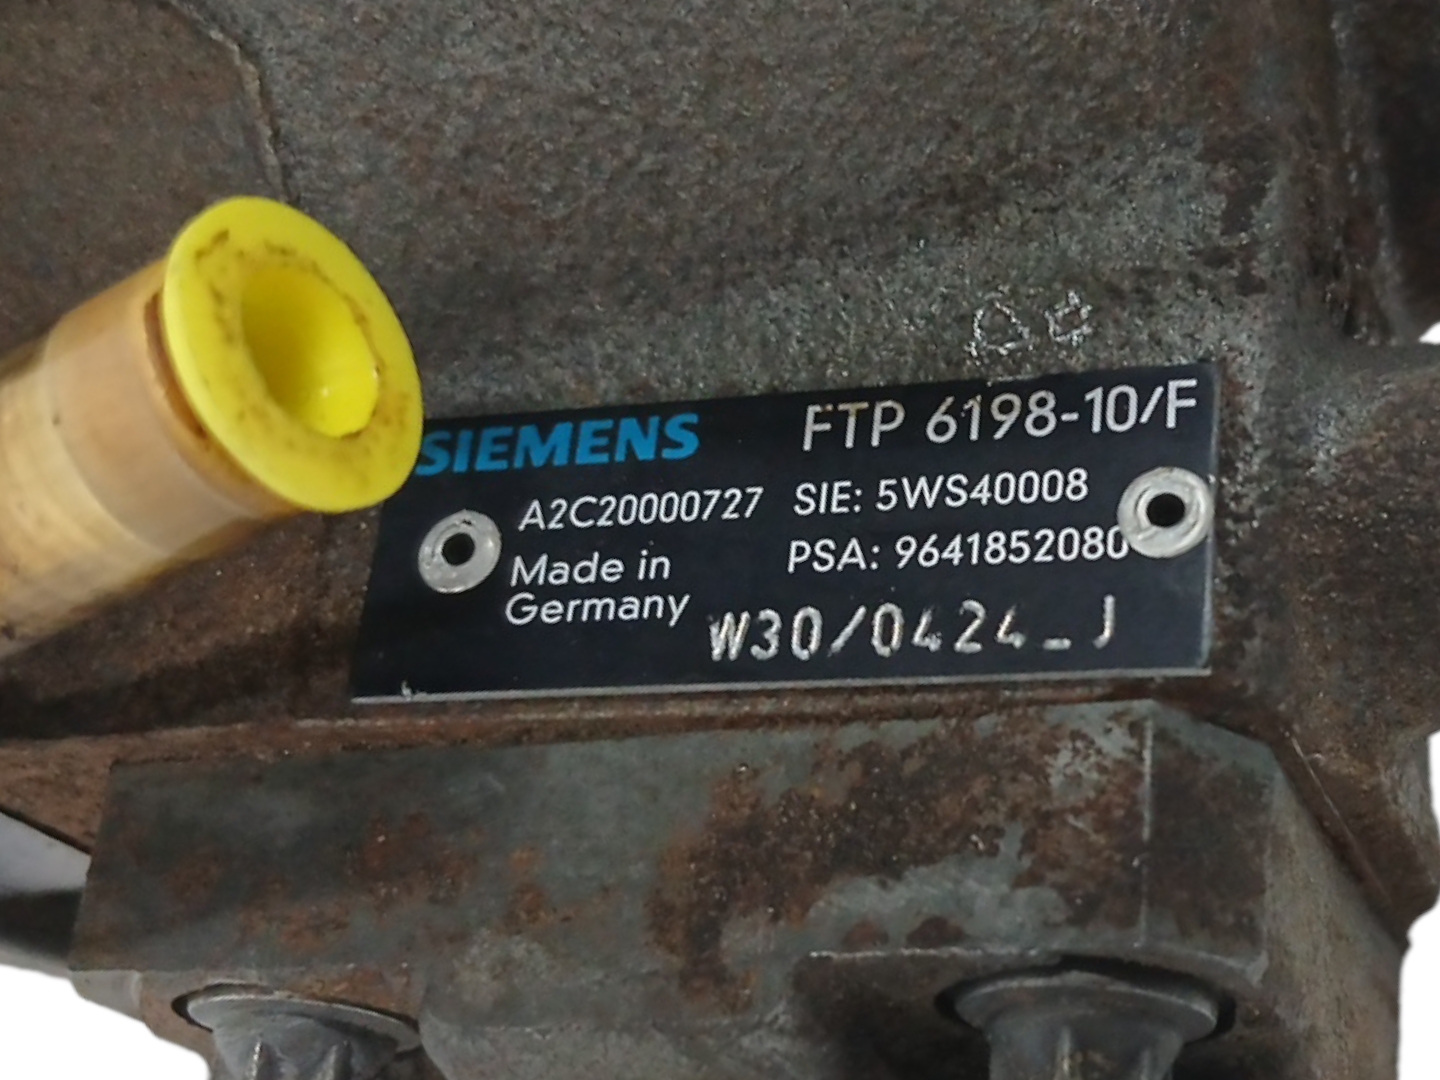 SIEMENS FTP 6198-10/F
A2C20000727 SIE: 5WS40008
Made in PSA: 9641852080
Germany W30/0424_J